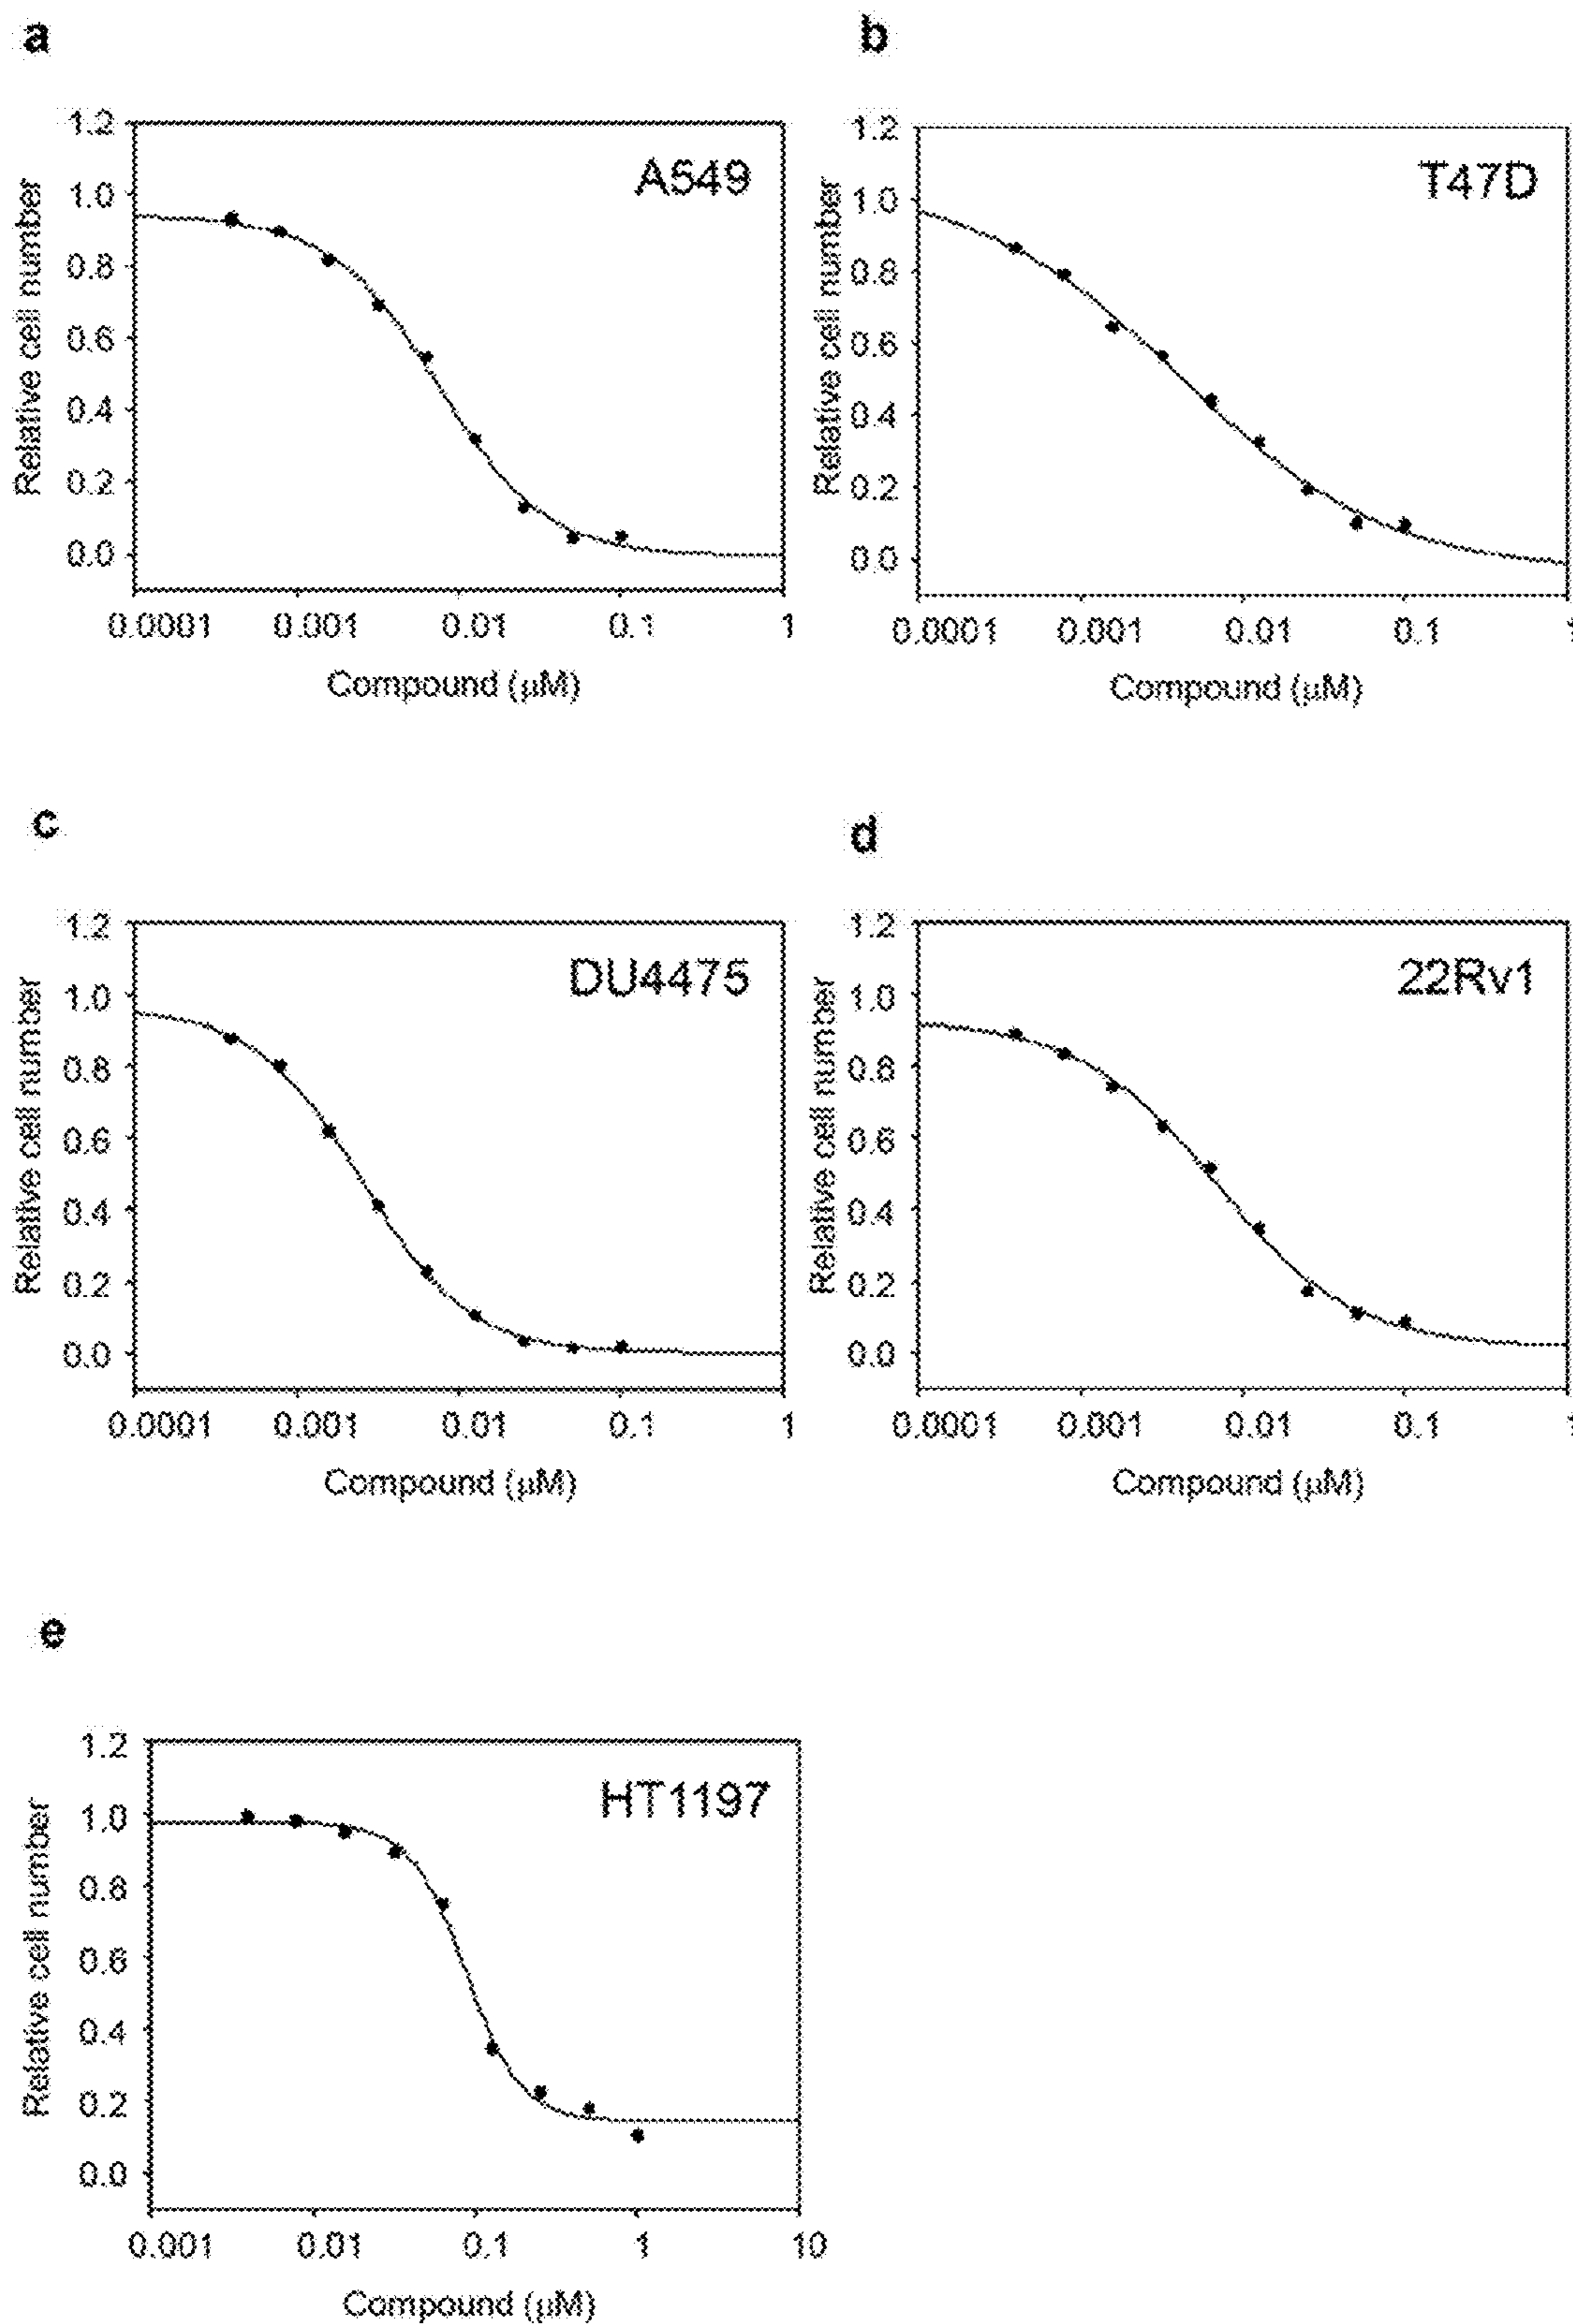 a
b
1.2
1.0
0.8
0.6
0.4
0.2
0.0
Relative cell number
A549
0.0001 0.001 0.01 0.1 1
Compound (μM)
1.2
1.0
0.8
0.6
0.4
0.2
0.0
Relative cell number
T47D
0.0001 0.001 0.01 0.1 1
Compound (μM)
c
d
1.2
1.0
0.8
0.6
0.4
0.2
0.0
Relative cell number
DU4475
0.0001 0.001 0.01 0.1 1
Compound (μM)
1.2
1.0
0.8
0.6
0.4
0.2
0.0
Relative cell number
22Rv1
0.0001 0.001 0.01 0.1 1
Compound (μM)
e
1.2
1.0
0.8
0.6
0.4
0.2
0.0
Relative cell number
HT1197
0.001 0.01 0.1 1 10
Compound (μM)